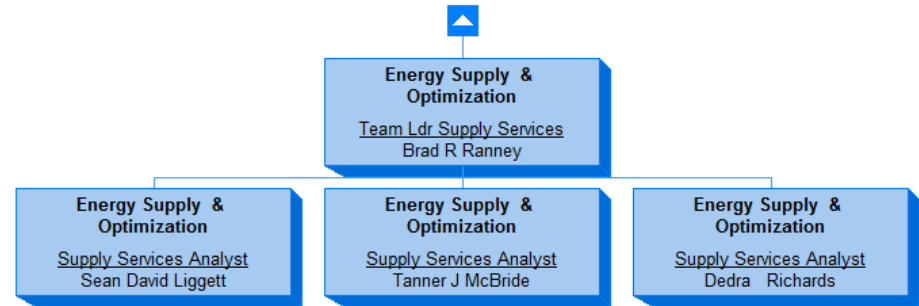 Energy Supply &
Optimization
Team Ldr Supply Services
Brad R Ranney
Energy Supply &
Optimization
Supply Services Analyst
Sean David Liggett
Energy Supply &
Optimization
Supply Services Analyst
Tanner J McBride
Energy Supply &
Optimization
Supply Services Analyst
Dedra Richards